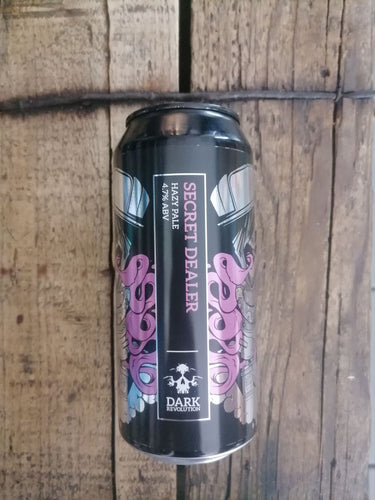 SECRET DEALER
HAZY PALE
4.7% ABV
DARK
REVOLUTION